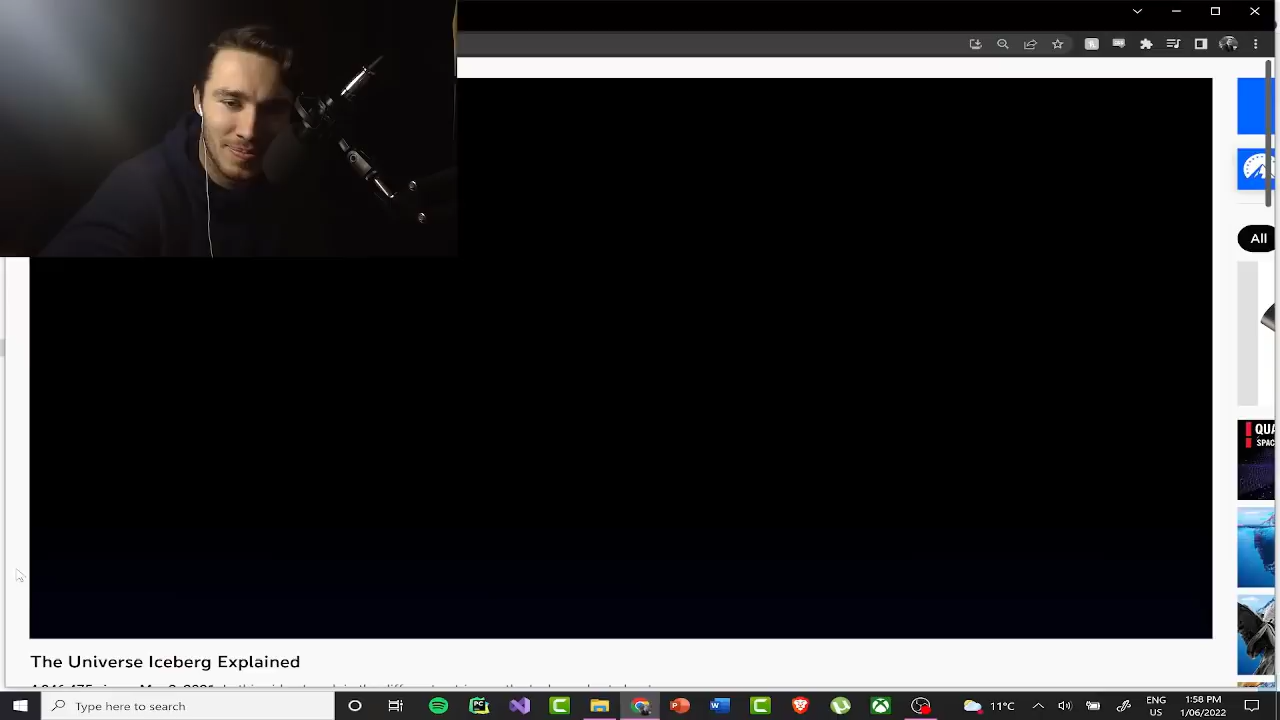 All
QUA
SPAC
The Universe Iceberg Explained
Type here to search
11°C
ENG
US
1:58 PM
1/06/2022